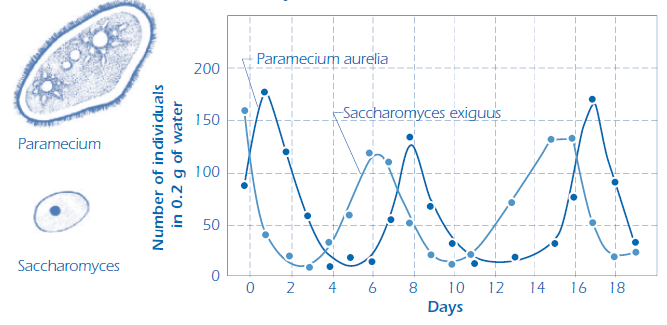 Paramecium
Saccharomyces
Number of individuals
in 0.2 g of water
Paramecium aurelia
Saccharomyces exiguus
200
150
100
50
0
0 2 4 6 8 10 12 14 16 18
Days